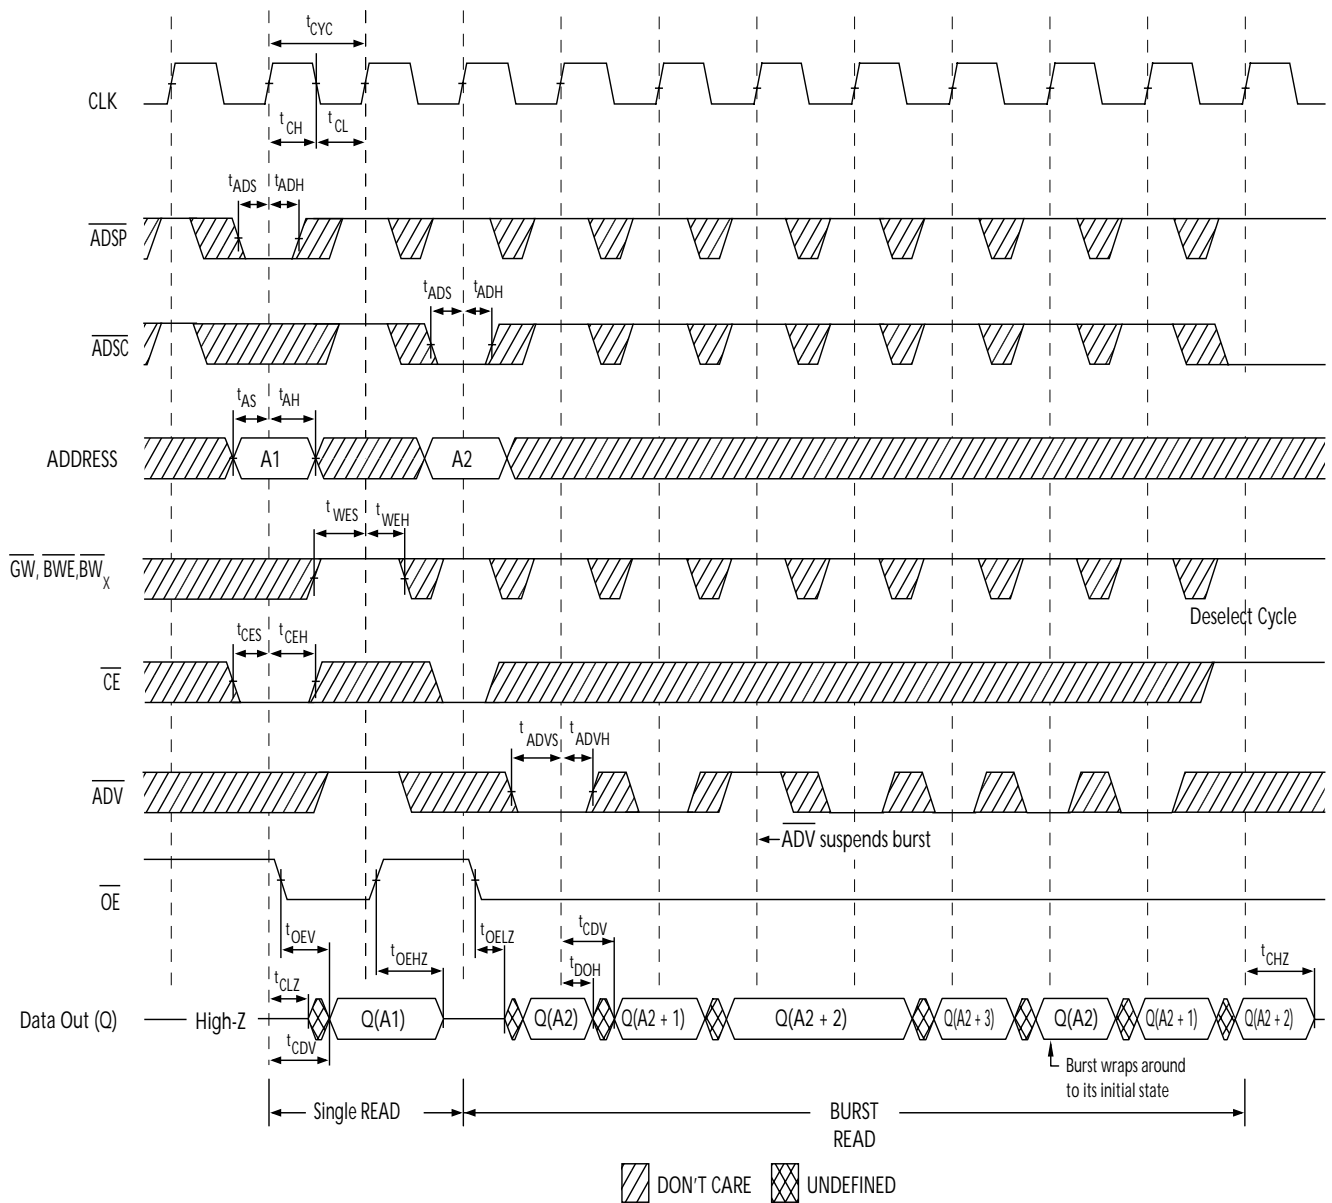 tCYC
CLK
tCH
tCL
tADS
tADH
ADSP
tADS
tADH
ADSC
tAS
tAH
ADDRESS
A1
A2
tWES
tWEH
GW, BWE,BWX
Deselect Cycle
tCES
tCEH
CE
tADVS
tADVH
ADV
ADV suspends burst
OE
tOEV
tOEHZ
tOELZ
tCDV
tDOH
tCLZ
tCHZ
Data Out (Q)
High-Z
Q(A1)
Q(A2)
Q(A2 + 1)
Q(A2 + 2)
Q(A2 + 3)
Q(A2)
Q(A2 + 1)
Q(A2 + 2)
tCDV
Burst wraps around
to its initial state
Single READ
BURST
READ
DON'T CARE
UNDEFINED